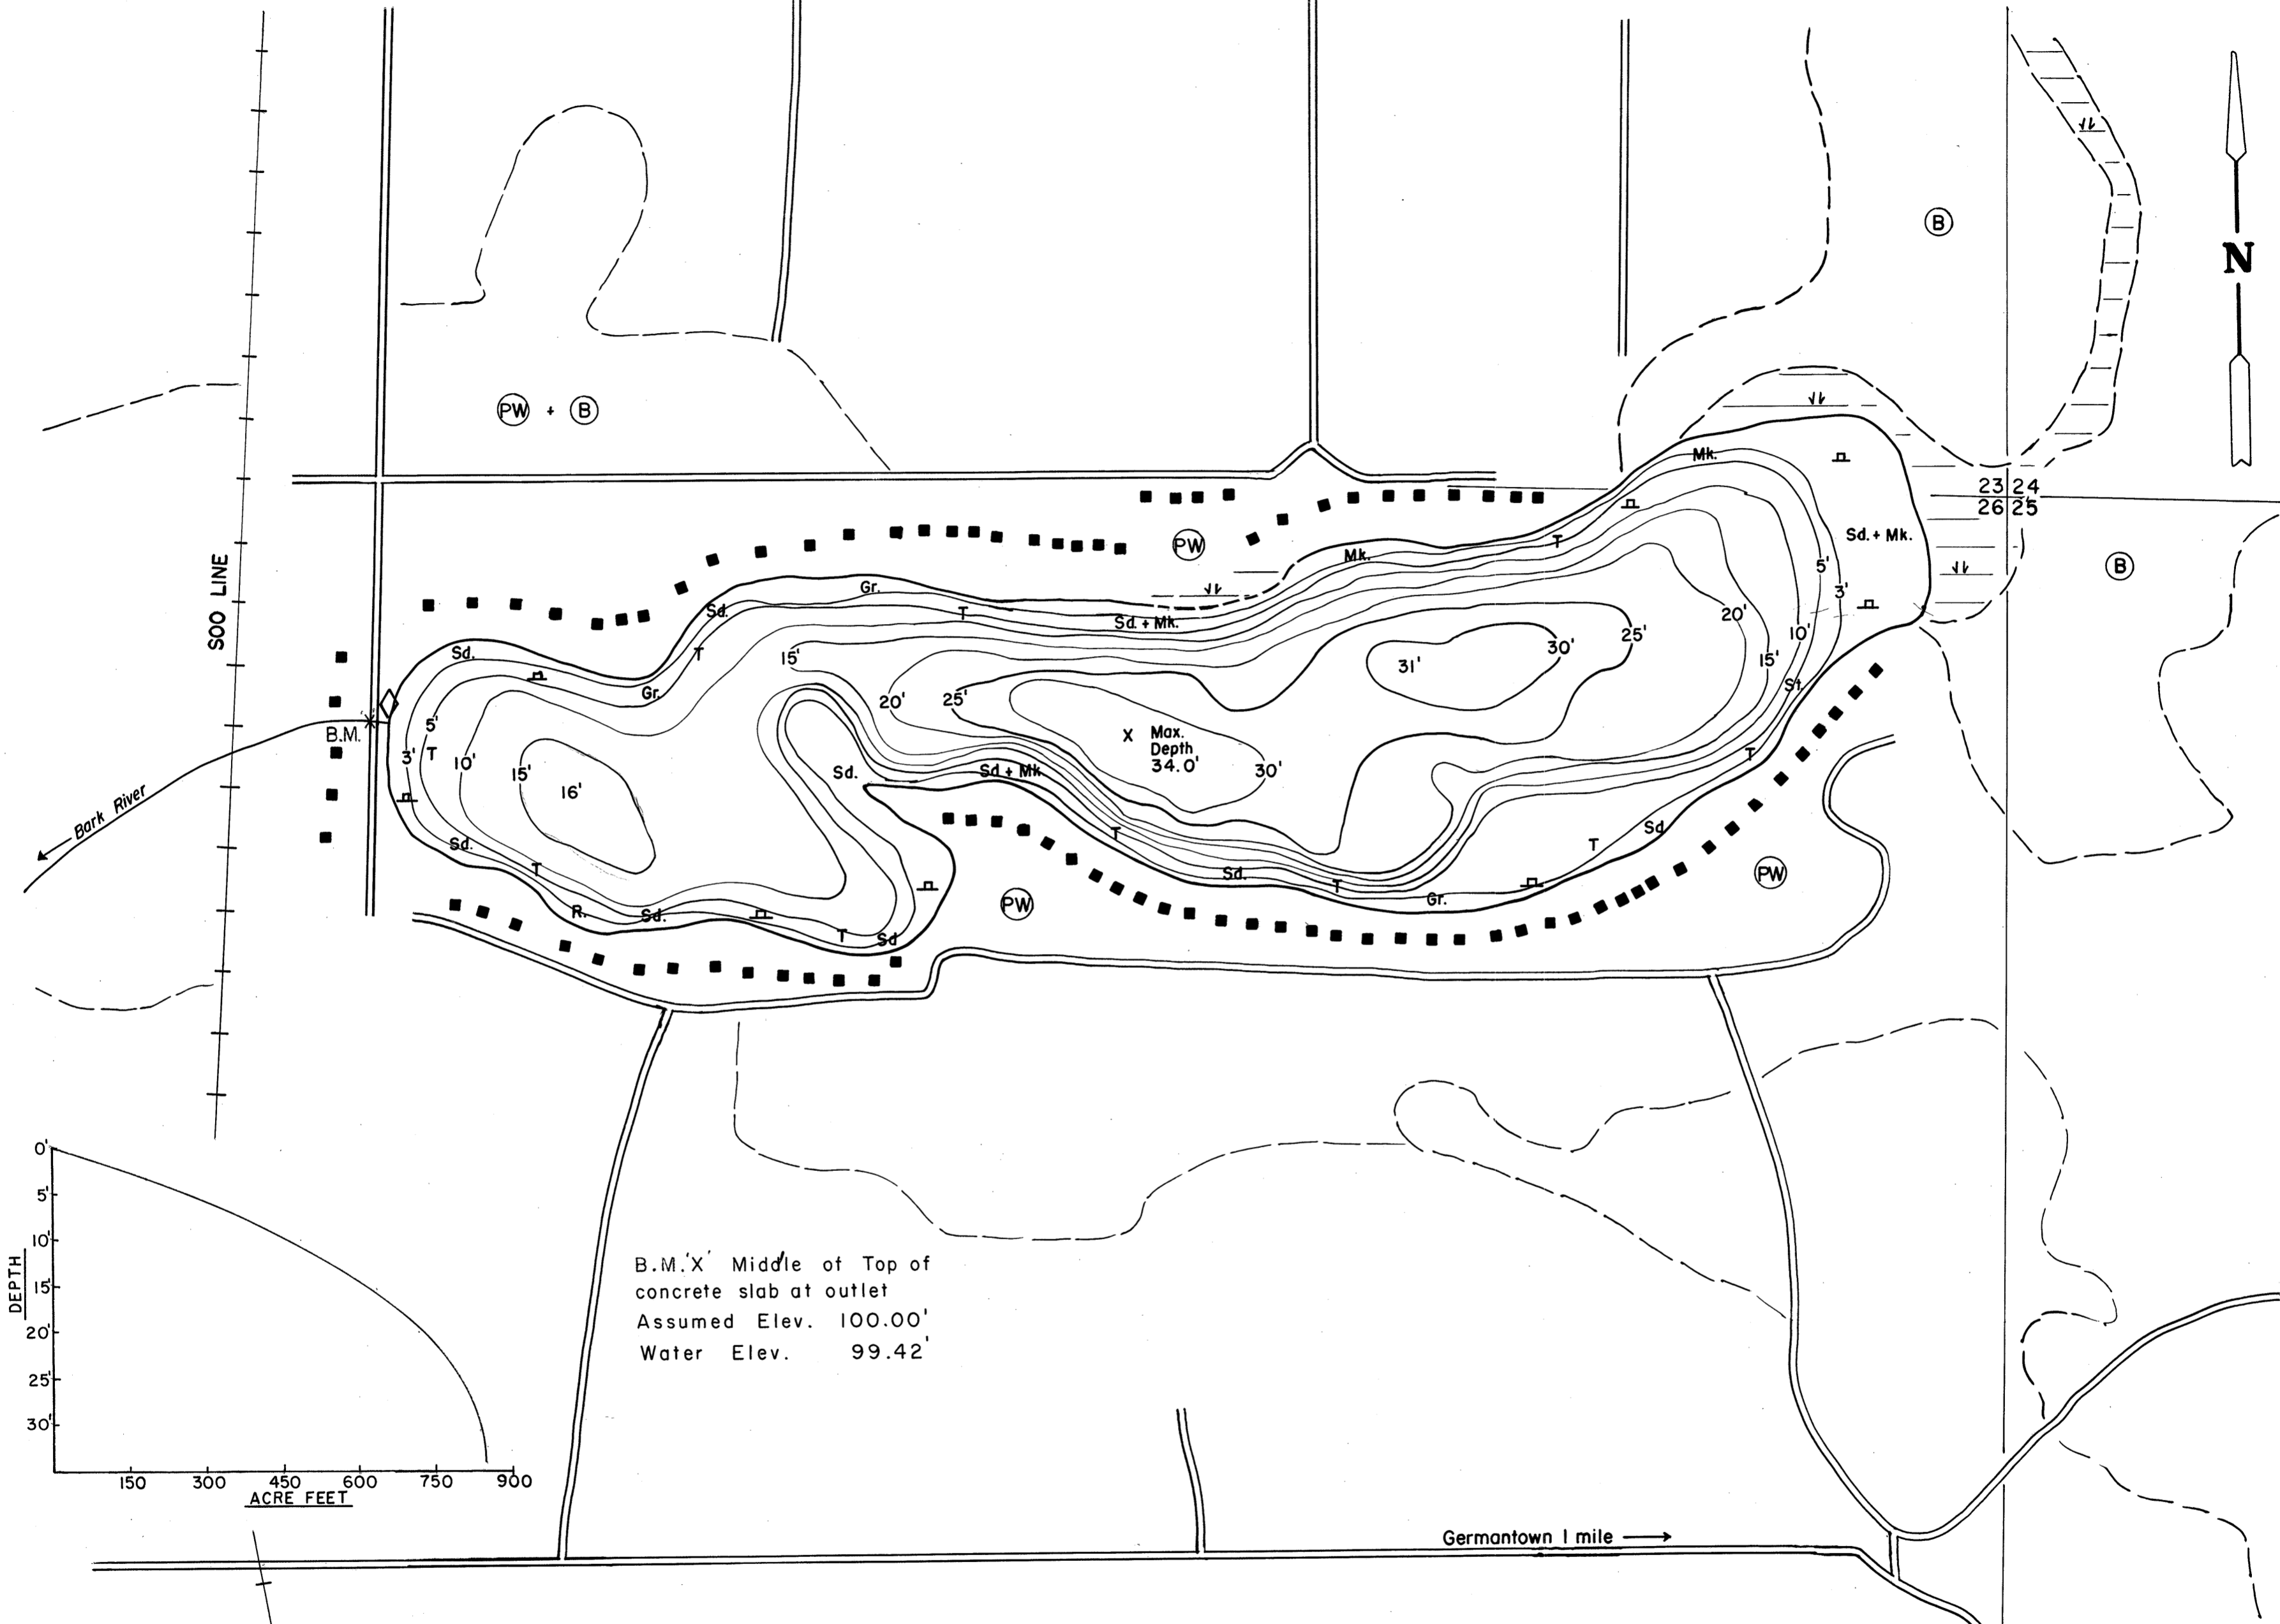 N
B
PW + B
23 24
26 25
Mk.
Sd. + Mk.
B
SOO LINE
PW
Mk.
T
Gr.
Sd.
T
Sd. + Mk.
5'
3'
20'
10'
15'
25'
30'
31'
15'
Sd.
T
Gr.
St.
20'
25'
B.M.
5'
3'
T
10'
15'
16'
X Max.
Depth
34.0'
30'
Sd.
Sd + Mk
T
Bark River
Sd.
T
T
Sd.
T
Sd.
T
Gr.
PW
PW
R.
Sd.
T
Sd
0'
5'
10'
15'
20'
25'
30'
DEPTH
150 300 450 600 750 900
ACRE FEET
B.M.'X' Middle of Top of
concrete slab at outlet
Assumed Elev. 100.00'
Water Elev. 99.42'
Germantown 1 mile